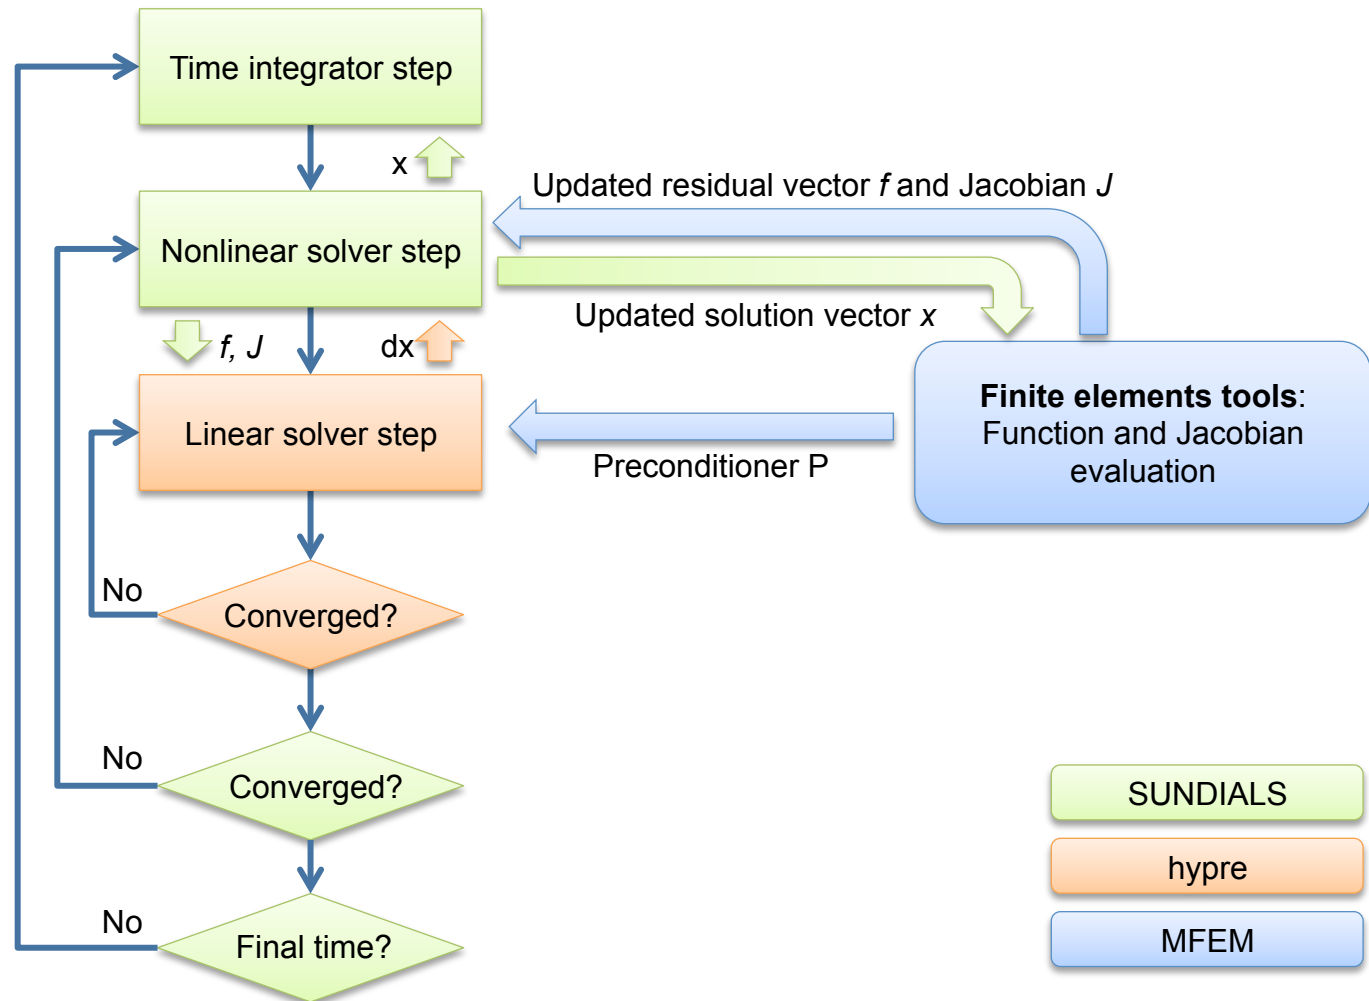 Time integrator step
x
Updated residual vector f and Jacobian J
Nonlinear solver step
Updated solution vector x
f, J
dx
Finite elements tools:
Function and Jacobian
evaluation
Linear solver step
Preconditioner P
No
Converged?
No
Converged?
No
Final time?
SUNDIALS
hypre
MFEM